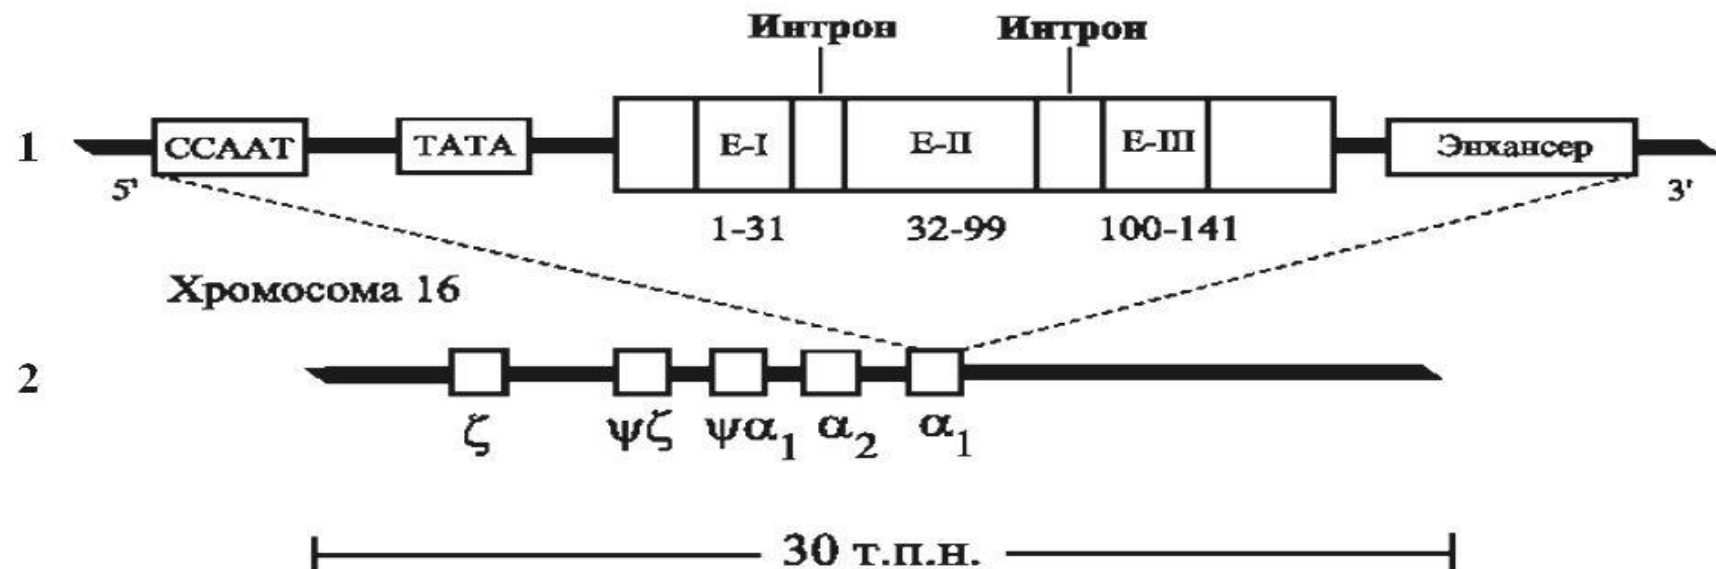 Интрон Интрон
1 CCAAT ТАТА E-I E-II E-III Энхансер
5' 3'
1-31 32-99 100-141
Хромосома 16
2
ζ ψζ ψα1 α2 α1
30 т.п.н.